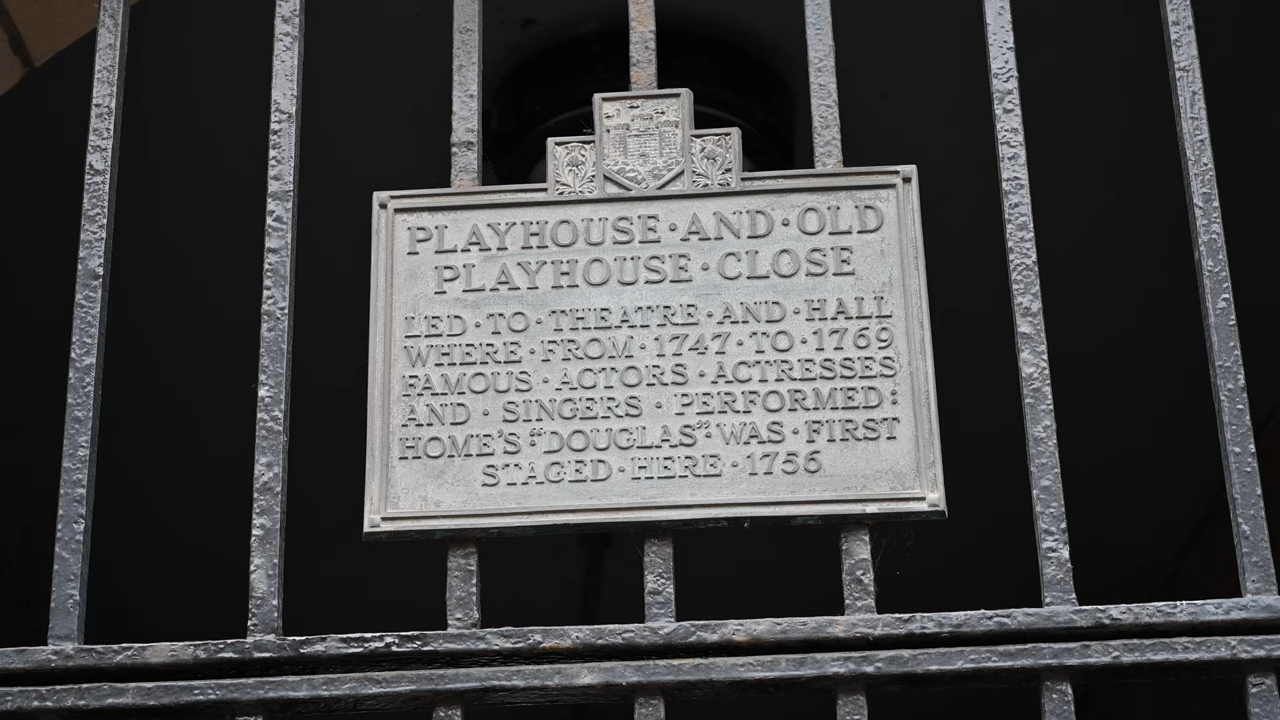 PLAYHOUSE·AND·OLD
PLAYHOUSE·CLOSE
LED·TO·THEATRE·AND·HALL
WHERE·FROM·1747·TO·1769
FAMOUS·ACTORS·ACTRESSES
AND·SINGERS·PERFORMED:
HOME'S:"DOUGLAS":WAS·FIRST
STAGED·HERE·1756